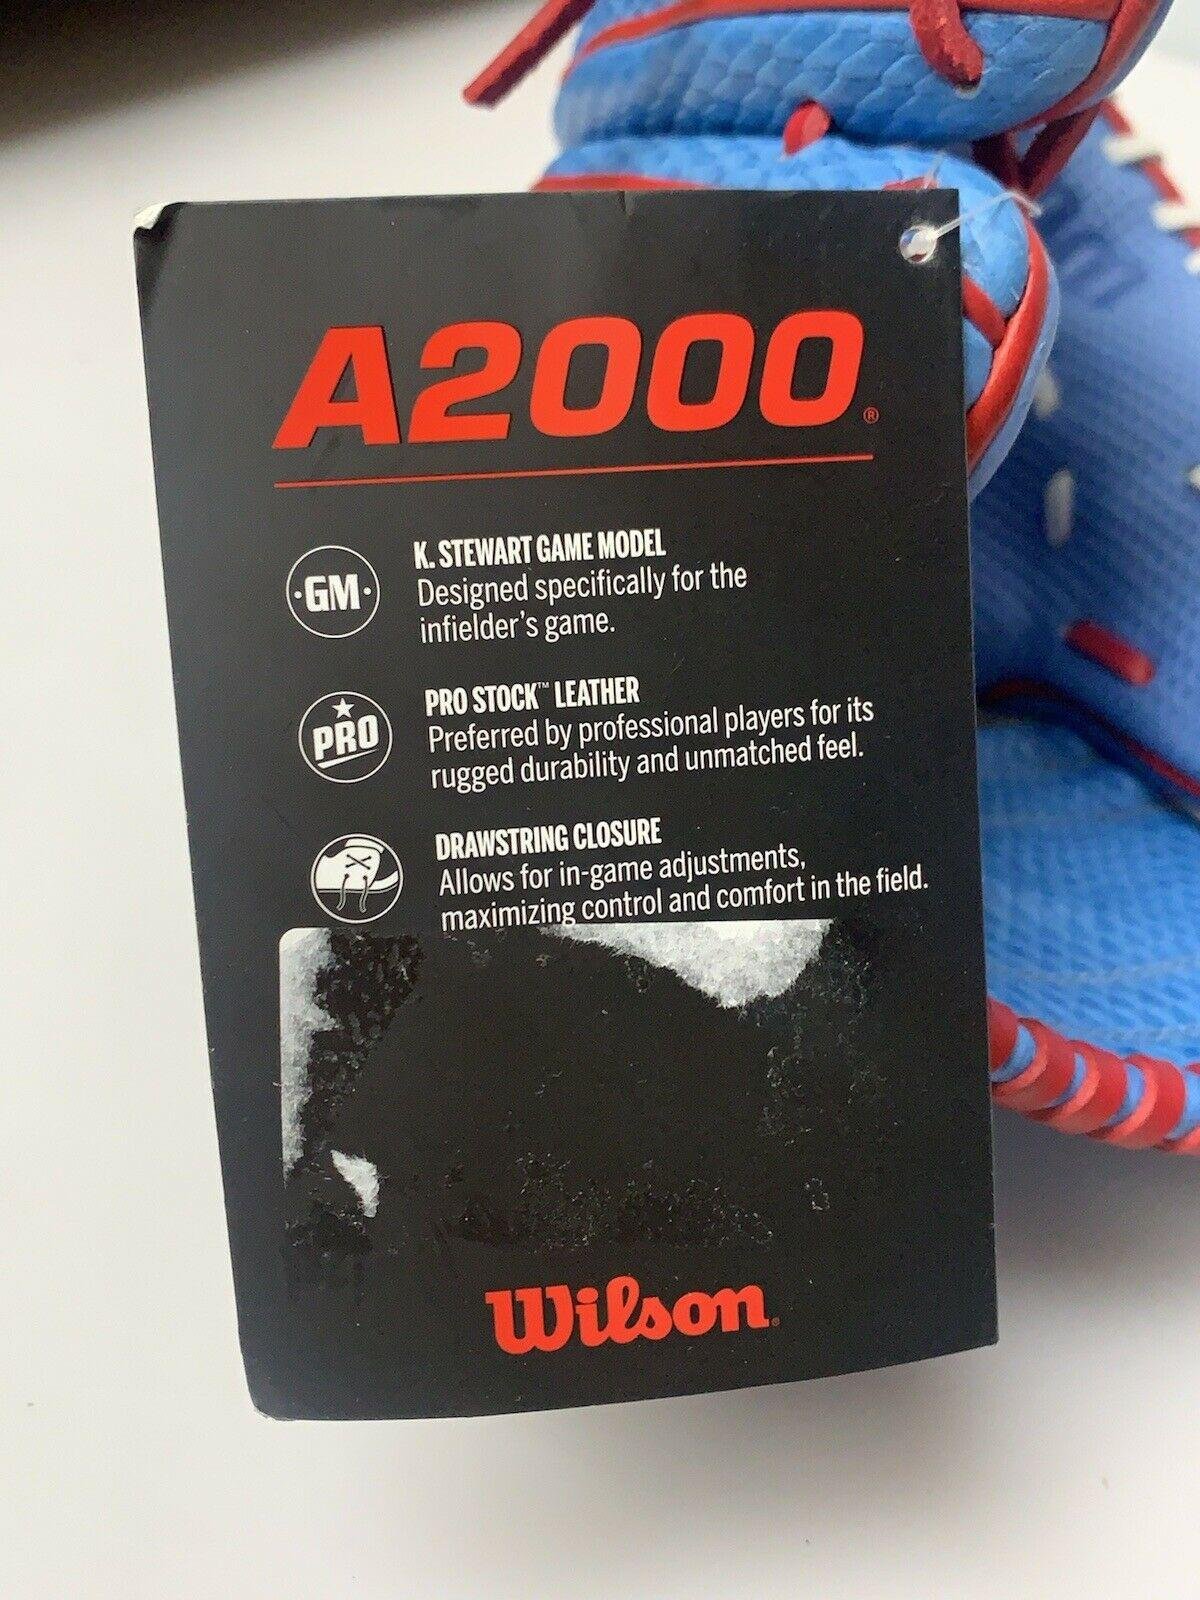 A2000®
·GM·
K. STEWART GAME MODEL
Designed specifically for the
infielder's game.
PRO
PRO STOCK™ LEATHER
Preferred by professional players for its
rugged durability and unmatched feel.
DRAWSTRING CLOSURE
Allows for in-game adjustments,
maximizing control and comfort in the field.
Wilson®